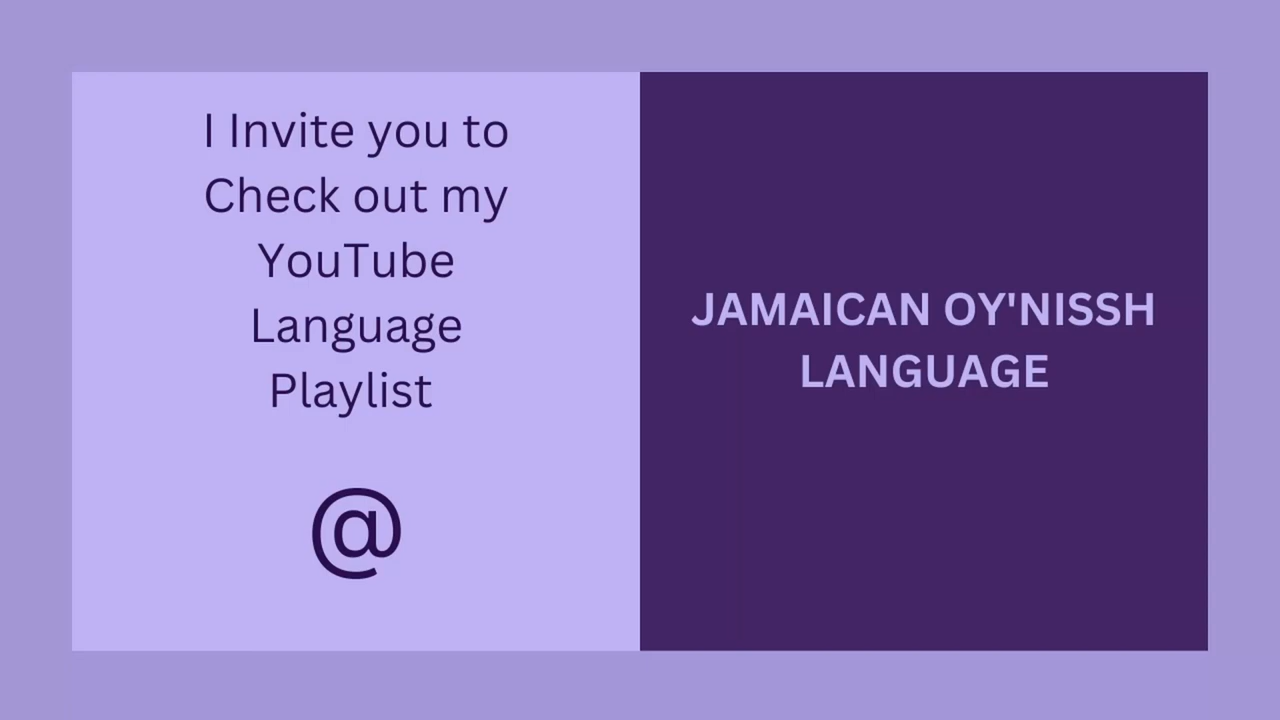 I Invite you to
Check out my
YouTube
Language
Playlist
@
JAMAICAN OY'NISSH
LANGUAGE